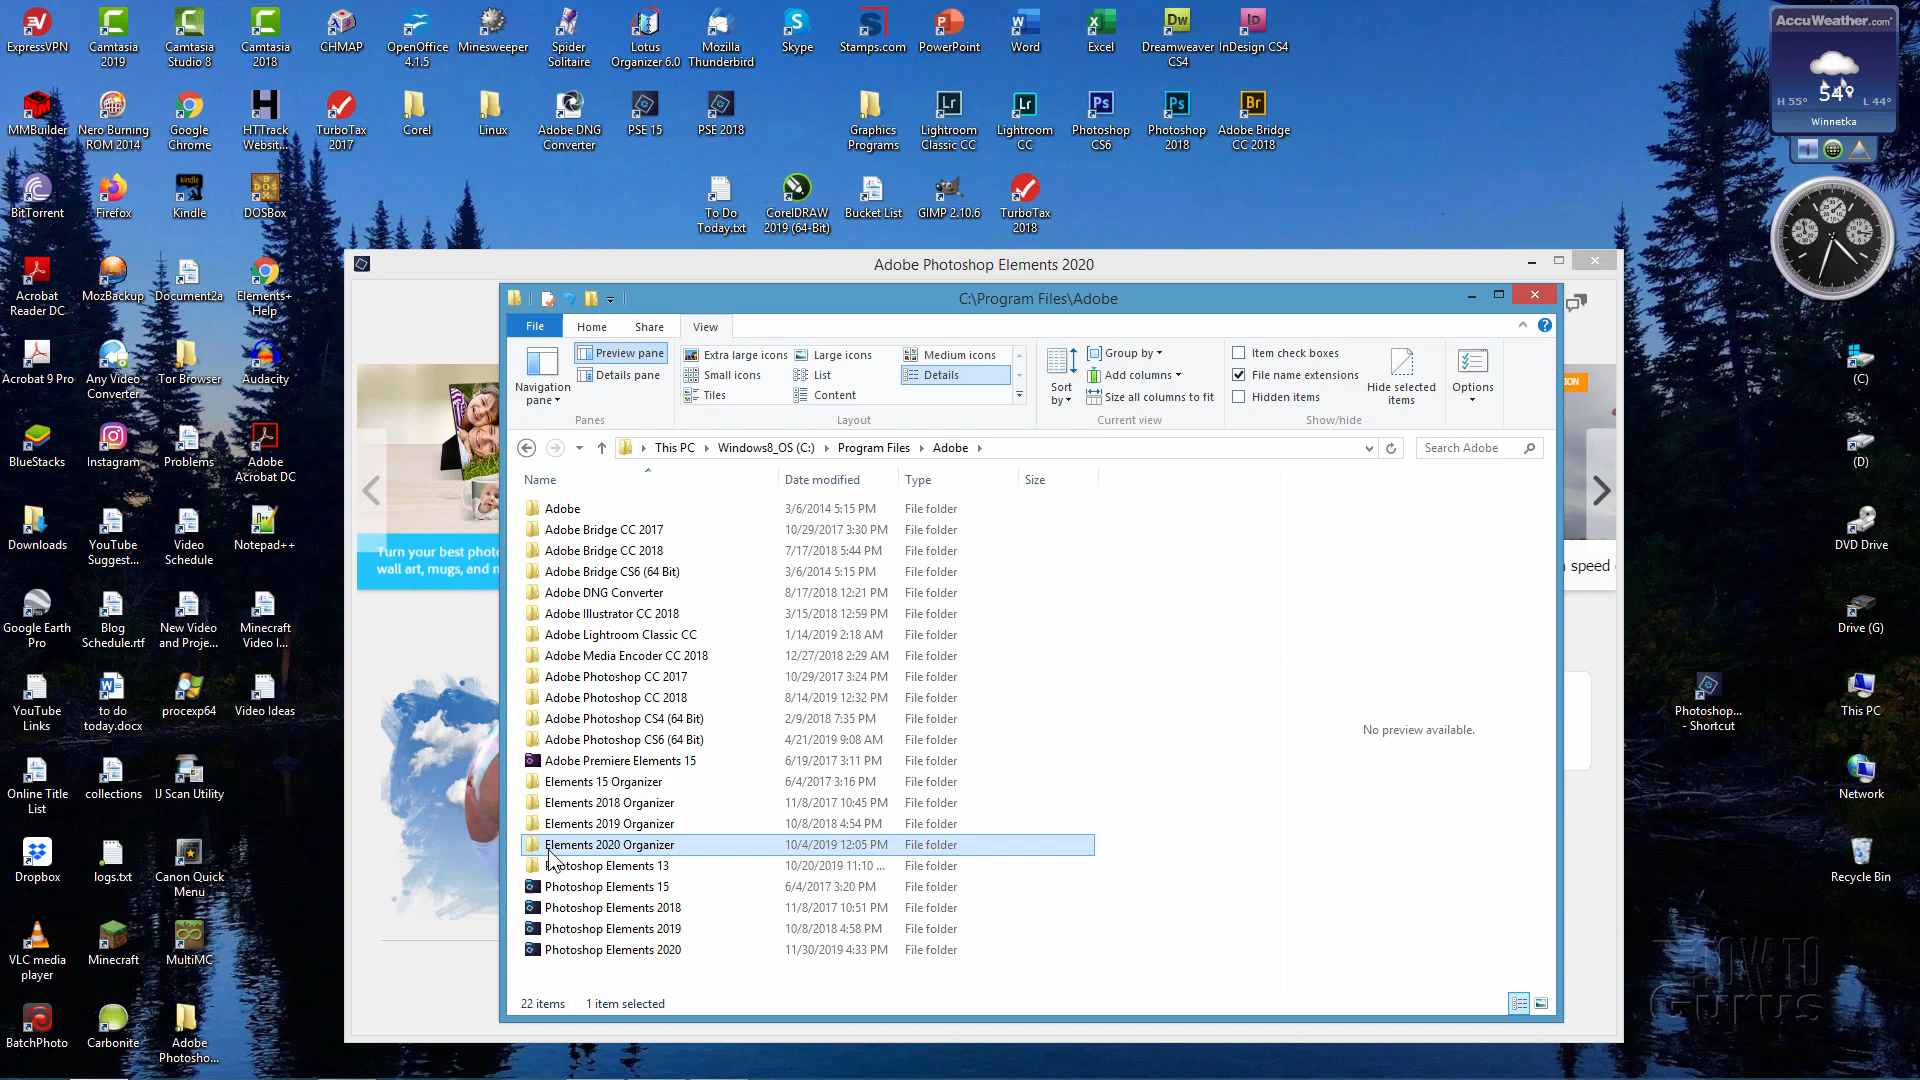 ExpressVPN
Camtasia
2019
Camtasia
Studio 8
Camtasia
2018
CHMAP
OpenOffice
4.1.5
Minesweeper
Spider
Solitaire
Lotus
Organizer 6.0
Mozilla
Thunderbird
Skype
Stamps.com
PowerPoint
Word
Excel
Dreamweaver
CS4
InDesign CS4
AccuWeather.com
54°
H 55°
L 44°
Winnetka
MMBuilder
Nero Burning
ROM 2014
Google
Chrome
HTTrack
Websit...
TurboTax
2017
Corel
Linux
Adobe DNG
Converter
PSE 15
PSE 2018
Graphics
Programs
Lightroom
Classic CC
Lightroom
CC
Photoshop
CS6
Photoshop
2018
Adobe Bridge
CC 2018
BitTorrent
Firefox
Kindle
DOSBox
To Do
Today.txt
CorelDRAW
2019 (64-Bit)
Bucket List
GIMP 2.10.6
TurboTax
2018
Acrobat
Reader DC
MozBackup
Document2a
Elements+
Help
Acrobat 9 Pro
Any Video
Converter
Tor Browser
Audacity
BlueStacks
Instagram
Problems
Adobe
Acrobat DC
Downloads
YouTube
Suggest...
Video
Schedule
Notepad++
Google Earth
Pro
Blog
Schedule.rtf
New Video
and Proje...
Minecraft
Video I...
YouTube
Links
to do
today.docx
procexp64
Video Ideas
Online Title
List
collections
IJ Scan Utility
Dropbox
logs.txt
Canon Quick
Menu
VLC media
player
Minecraft
MultiMC
BatchPhoto
Carbonite
Adobe
Photosho...
Adobe Photoshop Elements 2020
Turn your best photo
wall art, mugs, and n
ION
speed
C:\Program Files\Adobe
File
Home
Share
View
Navigation
pane
Preview pane
Details pane
Panes
Extra large icons
Large icons
Medium icons
Small icons
List
Details
Tiles
Content
Layout
Sort
by
Group by
Add columns
Size all columns to fit
Current view
Item check boxes
File name extensions
Hidden items
Hide selected
items
Show/hide
Options
This PC
Windows8_OS (C:)
Program Files
Adobe
Search Adobe
Name
Date modified
Type
Size
Adobe 3/6/2014 5:15 PM File folder
Adobe Bridge CC 2017 10/29/2017 3:30 PM File folder
Adobe Bridge CC 2018 7/17/2018 5:44 PM File folder
Adobe Bridge CS6 (64 Bit) 3/6/2014 5:15 PM File folder
Adobe DNG Converter 8/17/2018 12:21 PM File folder
Adobe Illustrator CC 2018 3/15/2018 12:59 PM File folder
Adobe Lightroom Classic CC 1/14/2019 2:18 AM File folder
Adobe Media Encoder CC 2018 12/27/2018 2:29 AM File folder
Adobe Photoshop CC 2017 10/29/2017 3:24 PM File folder
Adobe Photoshop CC 2018 8/14/2019 12:32 PM File folder
Adobe Photoshop CS4 (64 Bit) 2/9/2018 7:35 PM File folder
Adobe Photoshop CS6 (64 Bit) 4/21/2019 9:08 AM File folder
Adobe Premiere Elements 15 6/19/2017 3:11 PM File folder
Elements 15 Organizer 6/4/2017 3:16 PM File folder
Elements 2018 Organizer 11/8/2017 10:45 PM File folder
Elements 2019 Organizer 10/8/2018 4:54 PM File folder
Elements 2020 Organizer 10/4/2019 12:05 PM File folder
Photoshop Elements 13 10/20/2019 11:10 ... File folder
Photoshop Elements 15 6/4/2017 3:20 PM File folder
Photoshop Elements 2018 11/8/2017 10:51 PM File folder
Photoshop Elements 2019 10/8/2018 4:58 PM File folder
Photoshop Elements 2020 11/30/2019 4:33 PM File folder
No preview available.
22 items
1 item selected
(C)
(D)
DVD Drive
Drive (G)
Photoshop...
- Shortcut
This PC
Network
Recycle Bin
HOW TO
GURUS